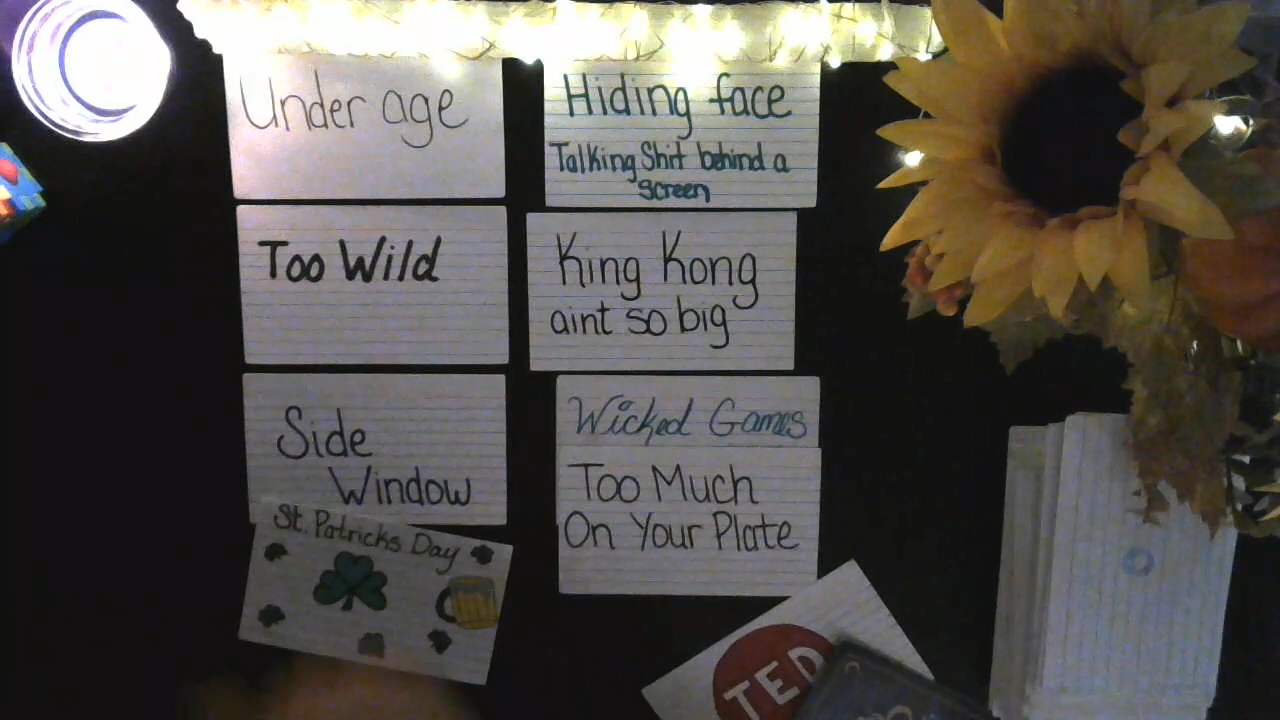 Under age
Hiding face
Talking Shit behind a
screen
Too Wild
King Kong
aint so big
Side
Window
Wicked Games
Too Much
On Your Plate
St. Patricks Day
TED